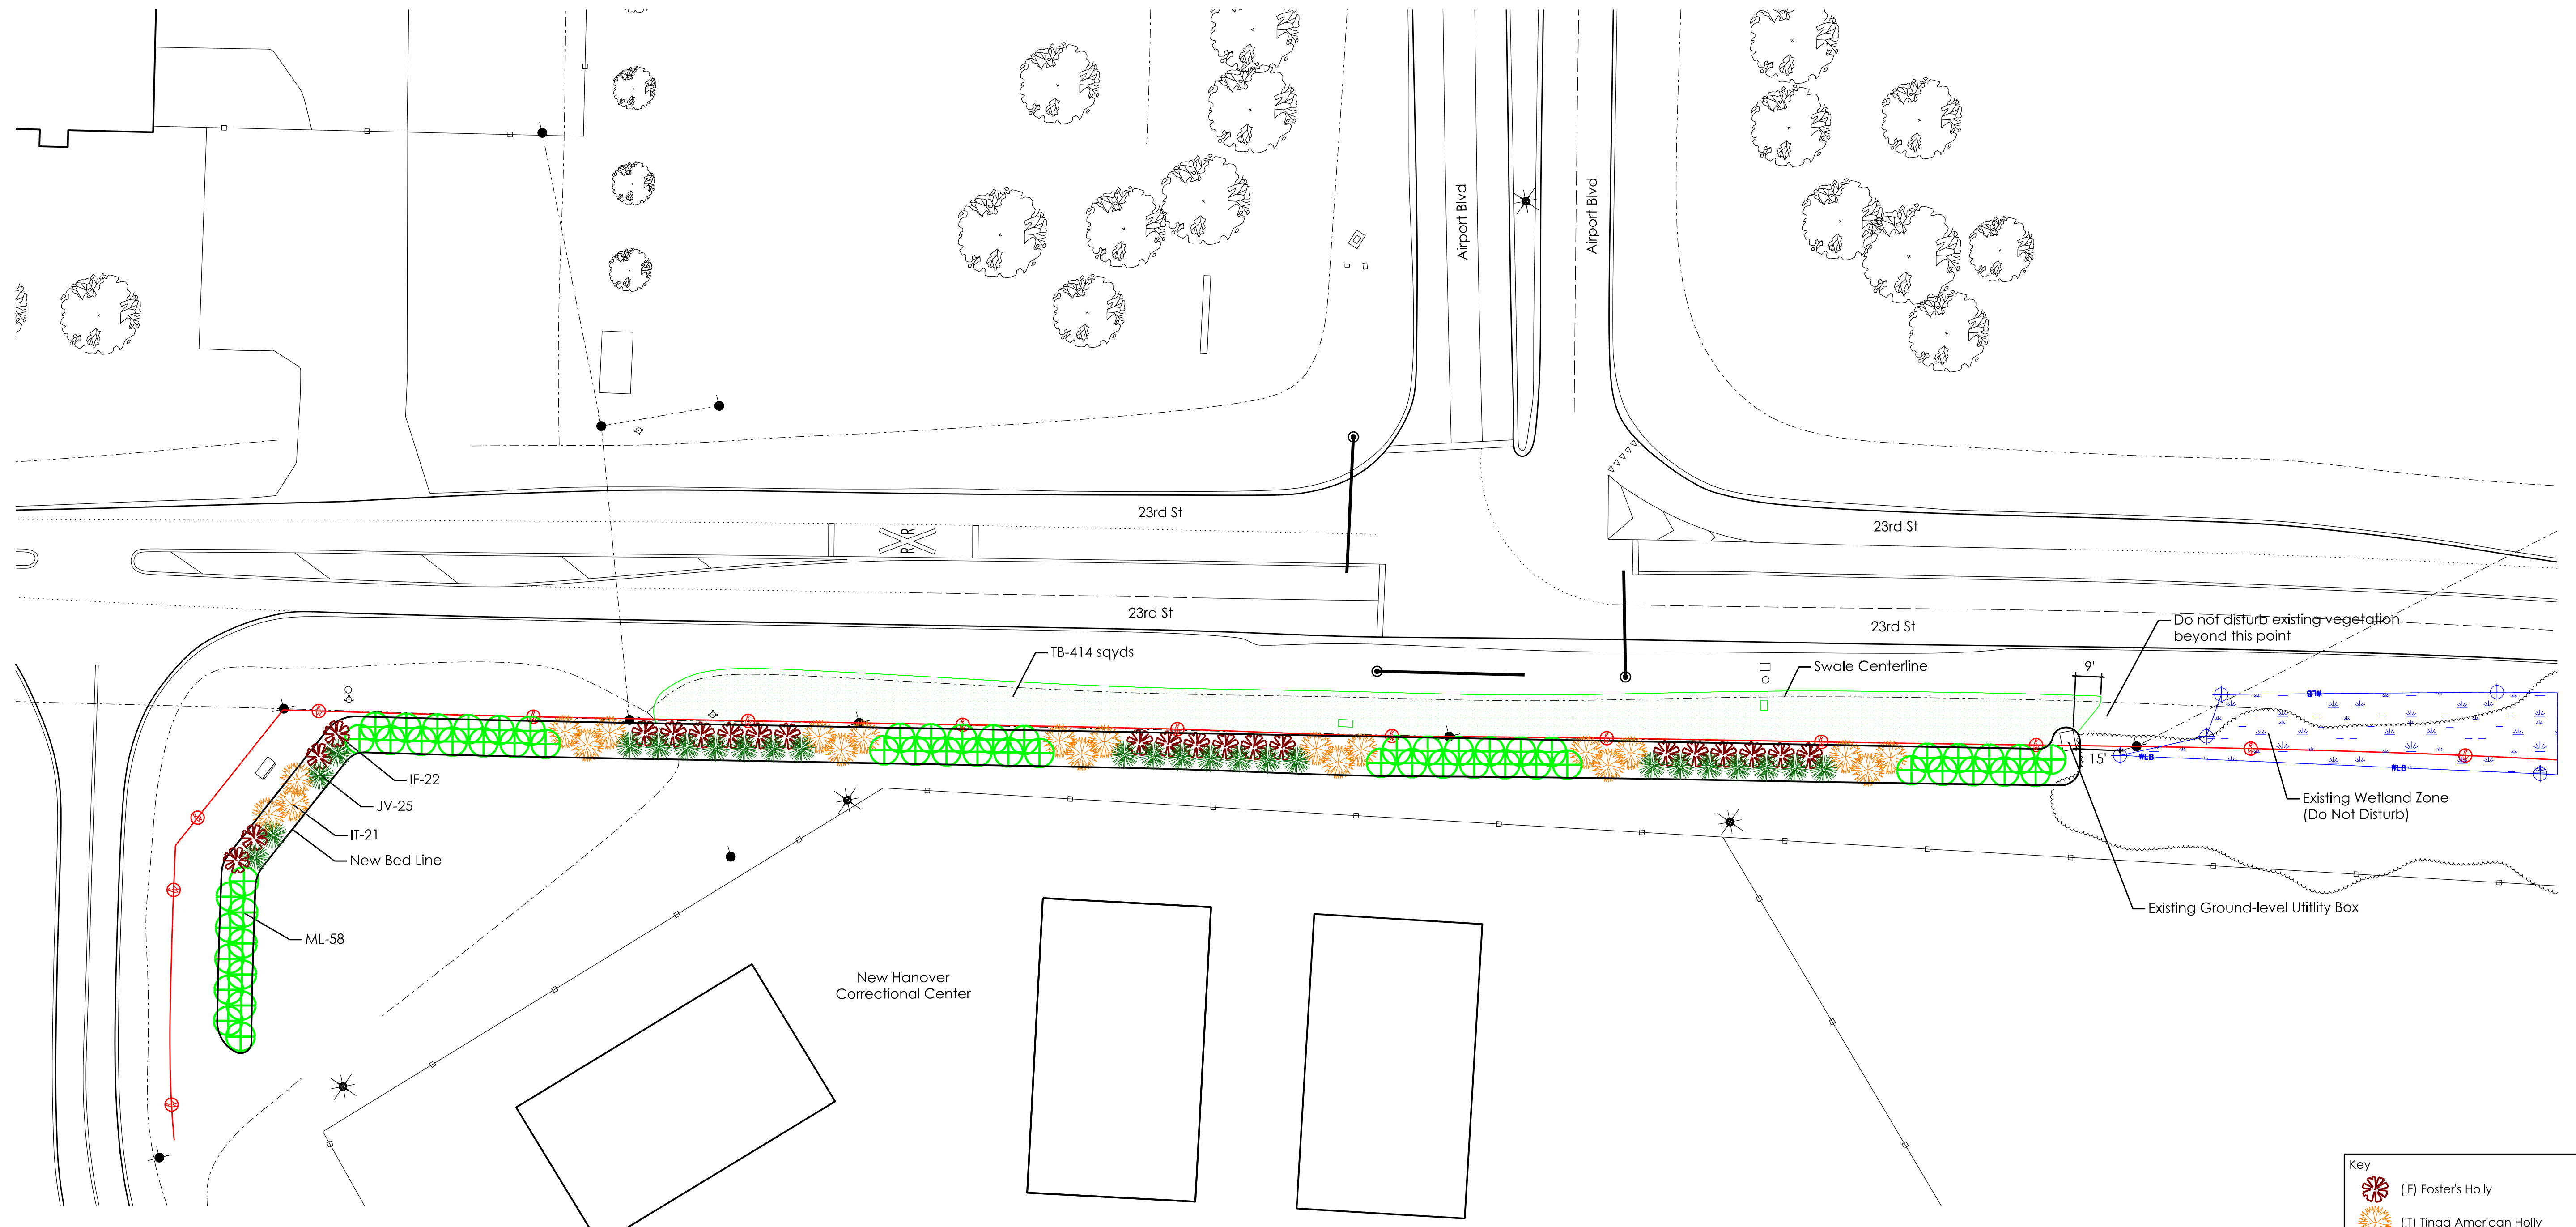 Airport Blvd
Airport Blvd
23rd St
R R
23rd St
23rd St
23rd St
Do not disturb existing vegetation
beyond this point
TB-414 sqyds
Swale Centerline
9'
WLB
15'
WLB
WLB
IF-22
JV-25
IT-21
New Bed Line
Existing Wetland Zone
(Do Not Disturb)
Existing Ground-level Utitlity Box
ML-58
New Hanover
Correctional Center
Key
(IF) Foster's Holly
(IT) Tinga American Holly